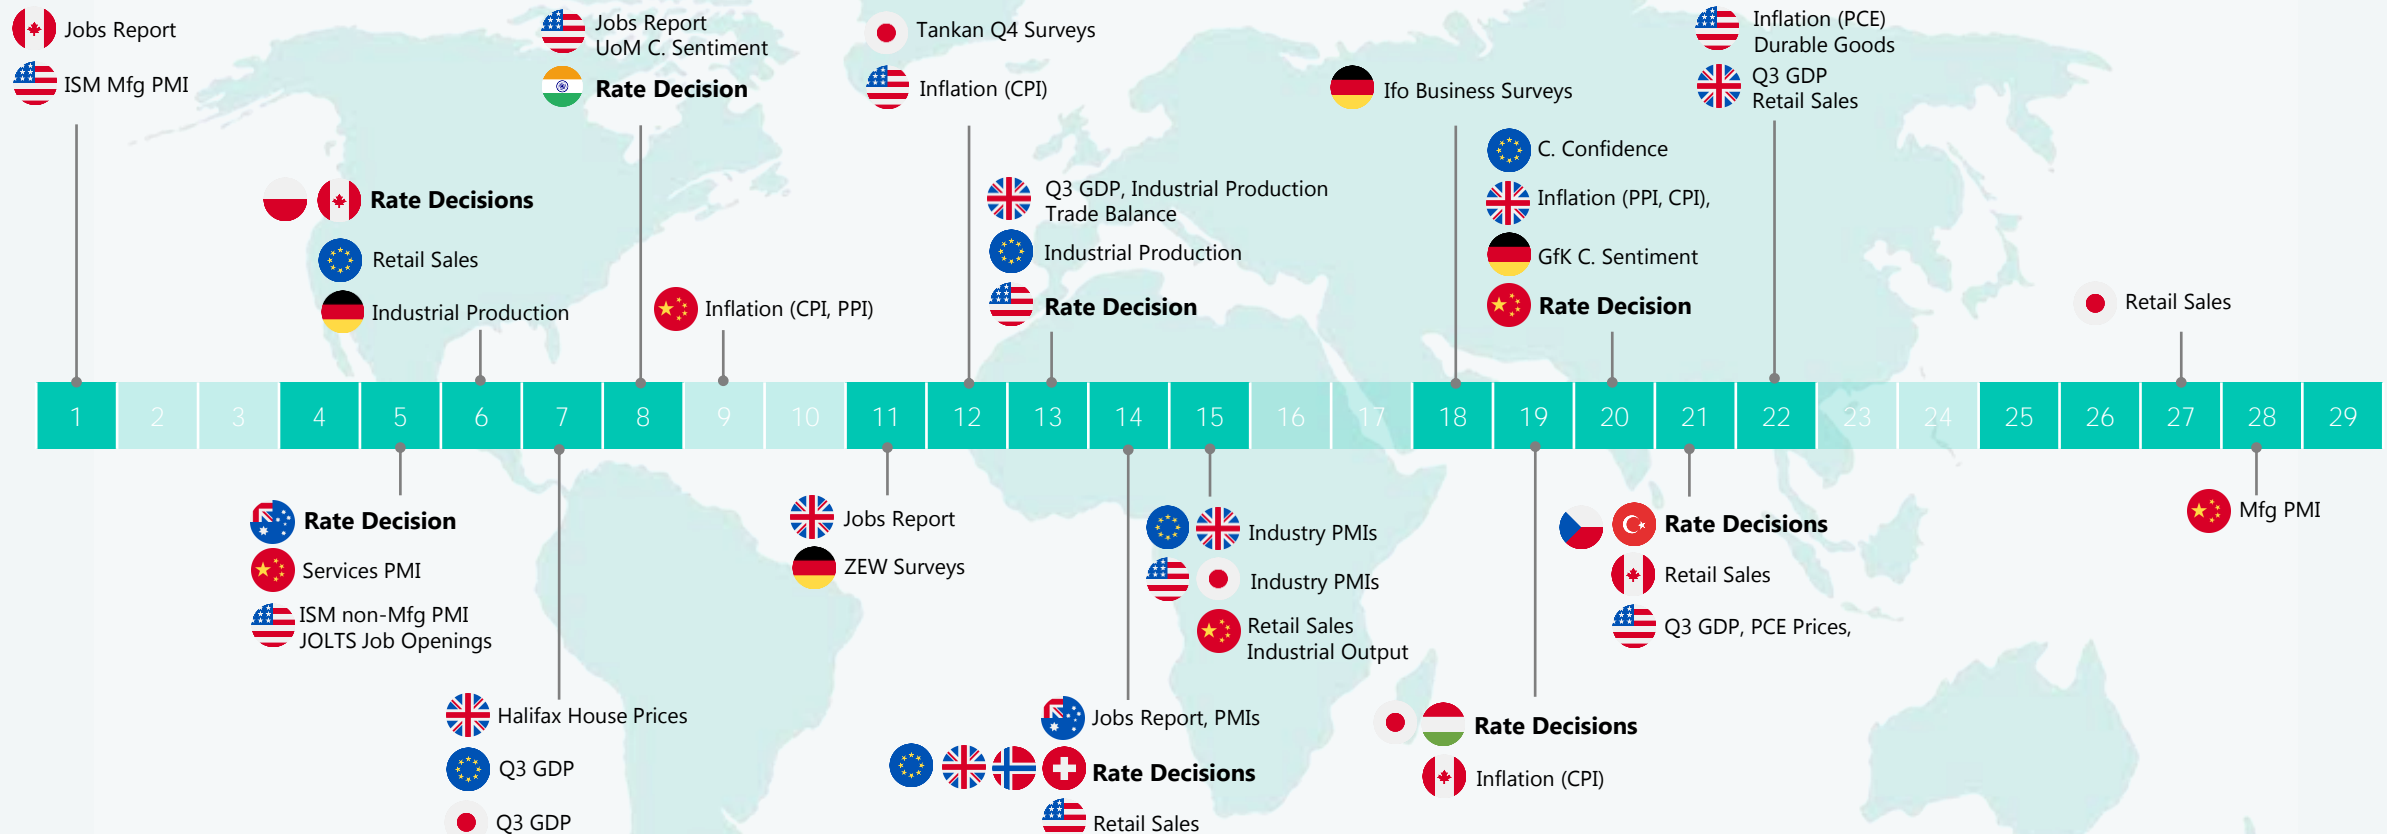 Jobs Report
ISM Mfg PMI
Jobs Report
UoM C. Sentiment
Rate Decision
Tankan Q4 Surveys
Inflation (CPI)
Ifo Business Surveys
Inflation (PCE)
Durable Goods
Q3 GDP
Retail Sales
Rate Decisions
Retail Sales
Industrial Production
Inflation (CPI, PPI)
Q3 GDP, Industrial Production
Trade Balance
Industrial Production
Rate Decision
C. Confidence
Inflation (PPI, CPI),
GfK C. Sentiment
Rate Decision
Retail Sales
1 2 3 4 5 6 7 8 9 10 11 12 13 14 15 16 17 18 19 20 21 22 23 24 25 26 27 28 29
Rate Decision
Services PMI
ISM non-Mfg PMI
JOLTS Job Openings
Halifax House Prices
Q3 GDP
Q3 GDP
Jobs Report
ZEW Surveys
Jobs Report, PMIs
Rate Decisions
Retail Sales
Industry PMIs
Industry PMIs
Retail Sales
Industrial Output
Rate Decisions
Inflation (CPI)
Rate Decisions
Retail Sales
Q3 GDP, PCE Prices,
Mfg PMI